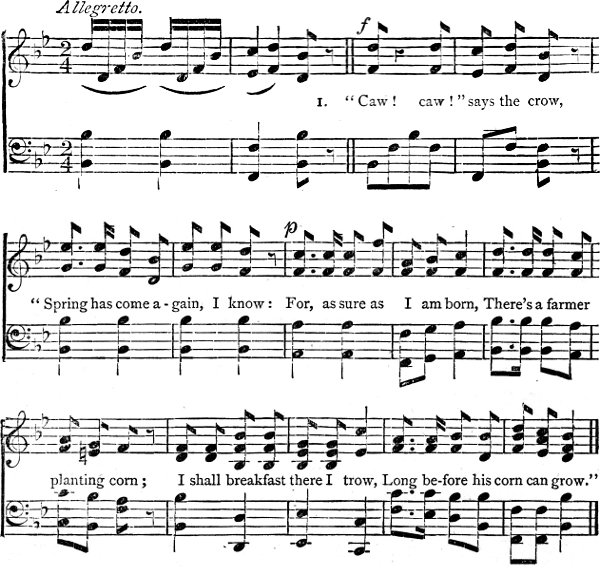 Allegretto.
f
1. “Caw! caw!” says the crow,
p
“Spring has come a-gain, I know: For, as sure as I am born, There’s a farmer
planting corn; I shall breakfast there I trow, Long be-fore his corn can grow.”